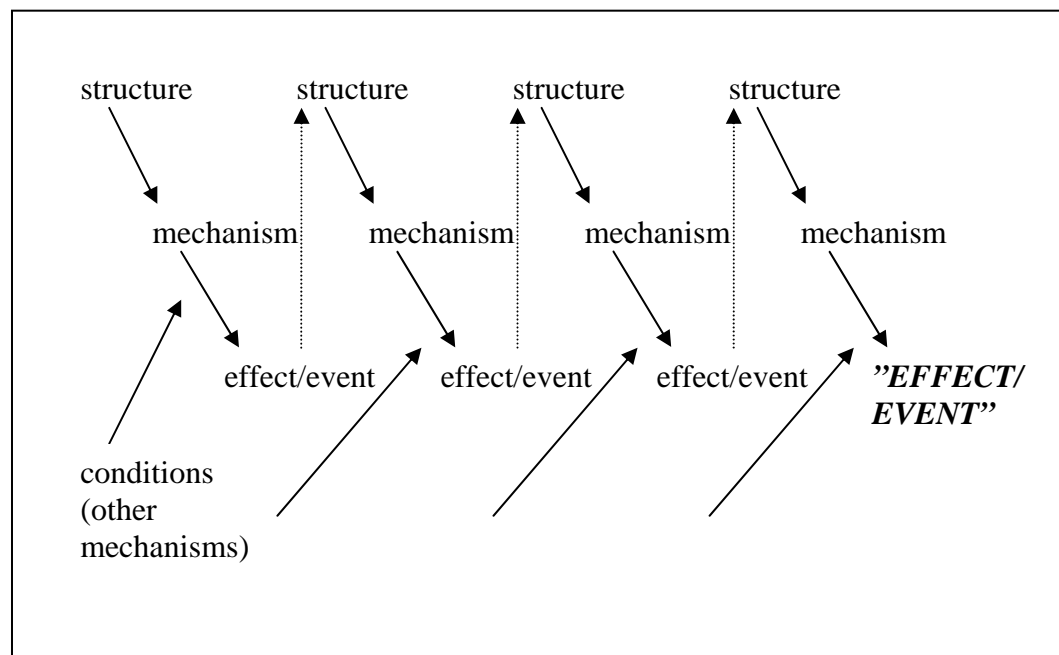 structure structure structure structure
mechanism mechanism mechanism mechanism
effect/event effect/event effect/event ”EFFECT/
EVENT”
conditions
(other
mechanisms)